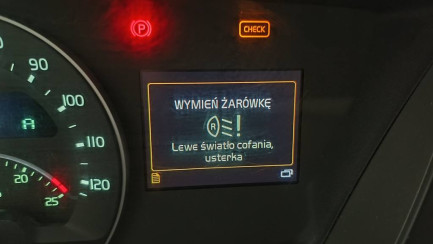 P
CHECK
90
100
110
120
A
20
25
WYMIEŃ ŻARÓWKĘ
R
Lewe światło cofania,
usterka